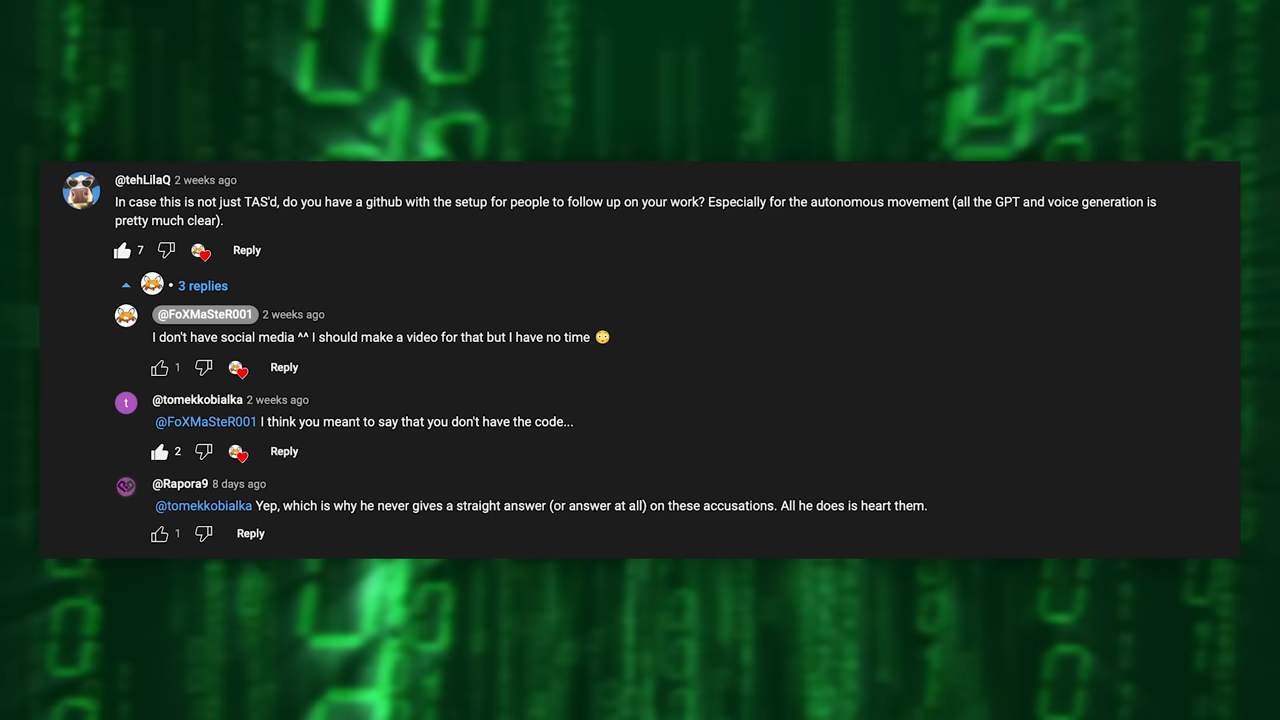 @tehLilaQ 2 weeks ago
In case this is not just TAS'd, do you have a github with the setup for people to follow up on your work? Especially for the autonomous movement (all the GPT and voice generation is
pretty much clear).
7 Reply
• 3 replies
@FoXMaSteR001 2 weeks ago
I don't have social media ^^ I should make a video for that but I have no time 😳
1 Reply
t @tomekkobialka 2 weeks ago
@FoXMaSteR001 I think you meant to say that you don't have the code...
2 Reply
@Rapora9 8 days ago
@tomekkobialka Yep, which is why he never gives a straight answer (or answer at all) on these accusations. All he does is heart them.
1 Reply